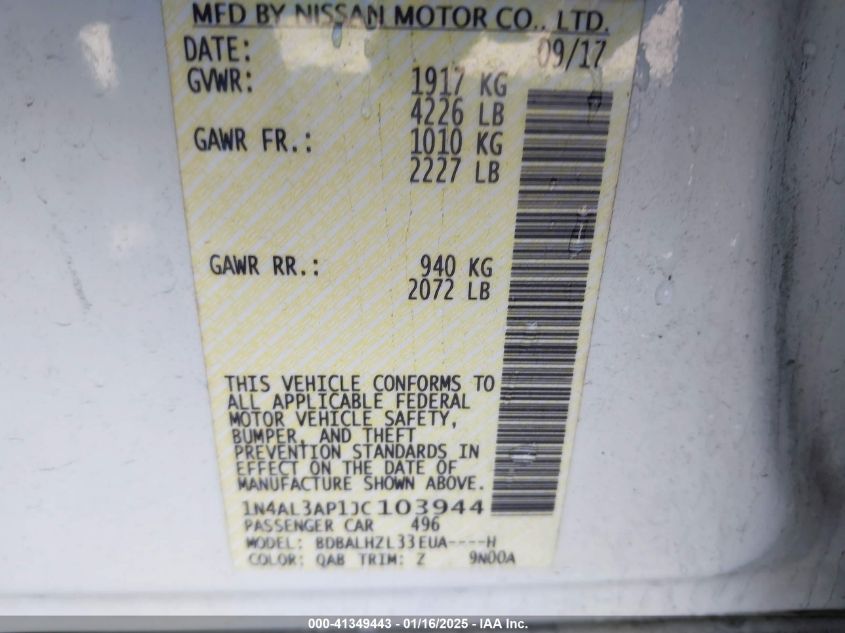 MFD BY NISSAN MOTOR CO., LTD.
DATE: 09/17
GVWR: 1917 KG
4226 LB
GAWR FR.: 1010 KG
2227 LB
GAWR RR.: 940 KG
2072 LB
THIS VEHICLE CONFORMS TO
ALL APPLICABLE FEDERAL
MOTOR VEHICLE SAFETY,
BUMPER, AND THEFT
PREVENTION STANDARDS IN
EFFECT ON THE DATE OF
MANUFACTURE SHOWN ABOVE.
1N4AL3AP1JC103944
PASSENGER CAR 496
MODEL: BDBALHZL33EUA----H
COLOR: QAB TRIM: Z 9N00A
000-41349443 - 01/16/2025 - IAA Inc.